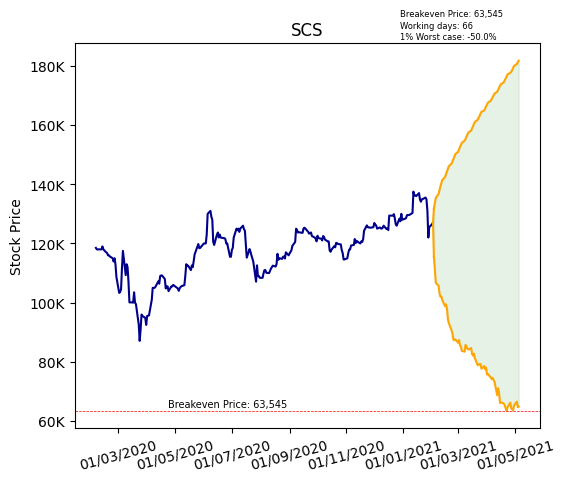 Breakeven Price: 63,545
Working days: 66
1% Worst case: -50.0%
SCS
Stock Price
180K
160K
140K
120K
100K
80K
60K
Breakeven Price: 63,545
01/03/2020
01/05/2020
01/07/2020
01/09/2020
01/11/2020
01/01/2021
01/03/2021
01/05/2021